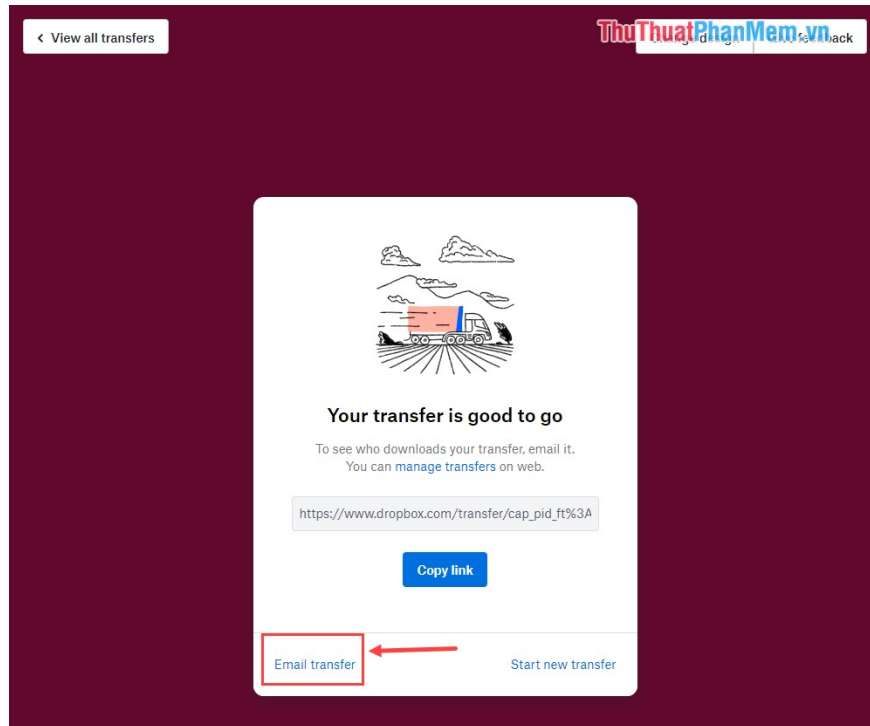 View all transfers
ThuThuatPhanMem.vn
Your transfer is good to go
To see who downloads your transfer, email it.
You can manage transfers on web.
https://www.dropbox.com/transfer/cap_pid_ft%3A
Copy link
Email transfer
Start new transfer